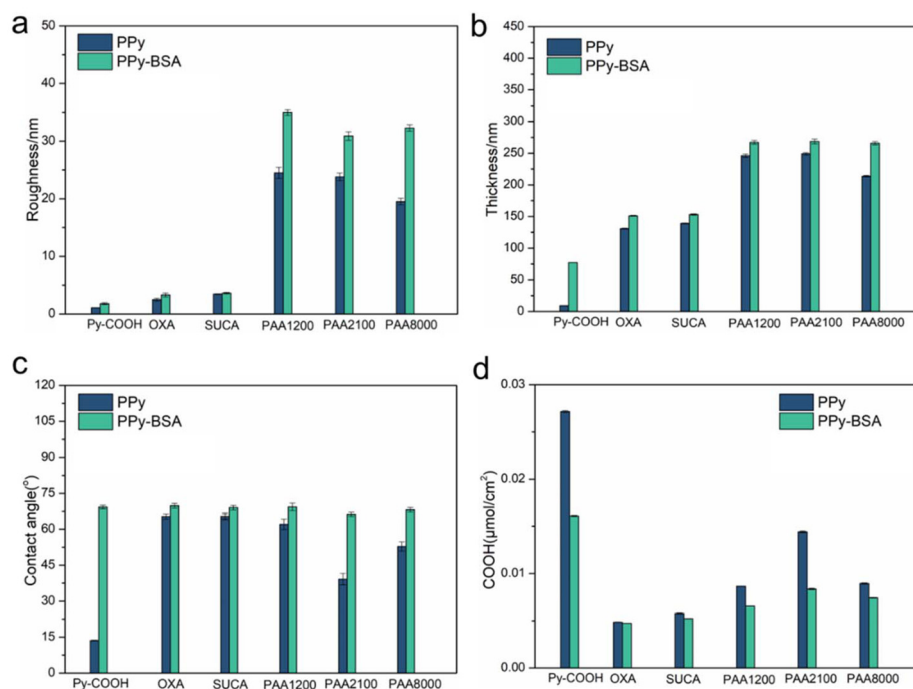 a
50
40
30
20
10
0
Roughness/nm
PPy
PPy-BSA
Py-COOH OXA SUCA PAA1200 PAA2100 PAA8000
b
450
400
350
300
250
200
150
100
50
0
Thickness/nm
PPy
PPy-BSA
Py-COOH OXA SUCA PAA1200 PAA2100 PAA8000
c
120
105
90
75
60
45
30
15
0
Contact angle(°)
PPy
PPy-BSA
Py-COOH OXA SUCA PAA1200 PAA2100 PAA8000
d
0.03
0.02
0.01
0.00
COOH(μmol/cm²)
PPy
PPy-BSA
Py-COOH OXA SUCA PAA1200 PAA2100 PAA8000